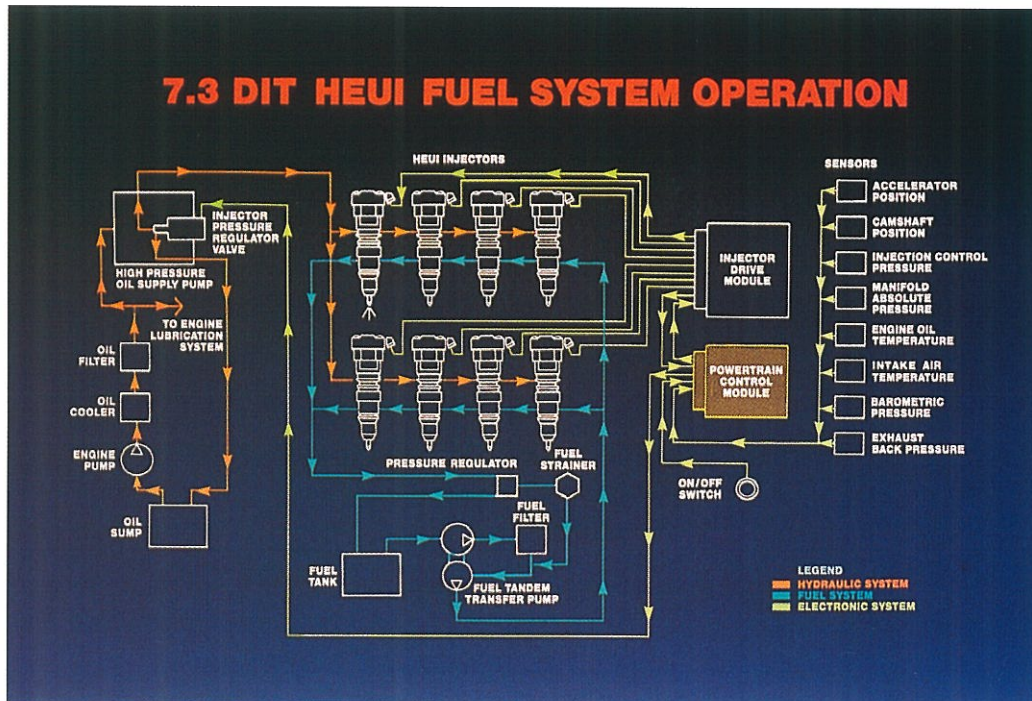 7.3 DIT HEUI FUEL SYSTEM OPERATION
HEUI INJECTORS
SENSORS
ACCELERATOR
POSITION
CAMSHAFT
POSITION
INJECTION CONTROL
PRESSURE
MANIFOLD
ABSOLUTE
PRESSURE
ENGINE OIL
TEMPERATURE
INTAKE AIR
TEMPERATURE
BAROMETRIC
PRESSURE
EXHAUST
BACK PRESSURE
INJECTOR
PRESSURE
REGULATOR
VALVE
HIGH PRESSURE
OIL SUPPLY PUMP
TO ENGINE
LUBRICATION
SYSTEM
OIL
FILTER
OIL
COOLER
ENGINE
PUMP
OIL
SUMP
INJECTOR
DRIVE
MODULE
POWERTRAIN
CONTROL
MODULE
ON/OFF
SWITCH
PRESSURE REGULATOR
FUEL
STRAINER
FUEL
FILTER
FUEL
TANK
FUEL TANDEM
TRANSFER PUMP
LEGEND
HYDRAULIC SYSTEM
FUEL SYSTEM
ELECTRONIC SYSTEM